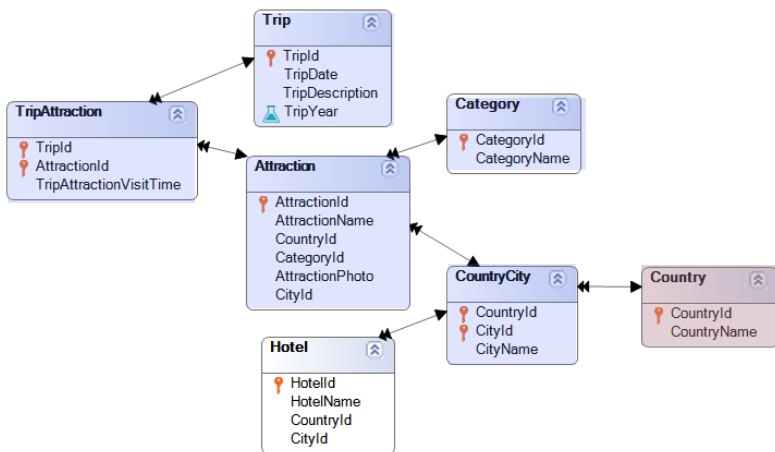 Trip
TripId
TripDate
TripDescription
TripYear
TripAttraction
TripId
AttractionId
TripAttractionVisitTime
Category
CategoryId
CategoryName
Attraction
AttractionId
AttractionName
CountryId
CategoryId
AttractionPhoto
CityId
CountryCity
CountryId
CityId
CityName
Country
CountryId
CountryName
Hotel
HotelId
HotelName
CountryId
CityId